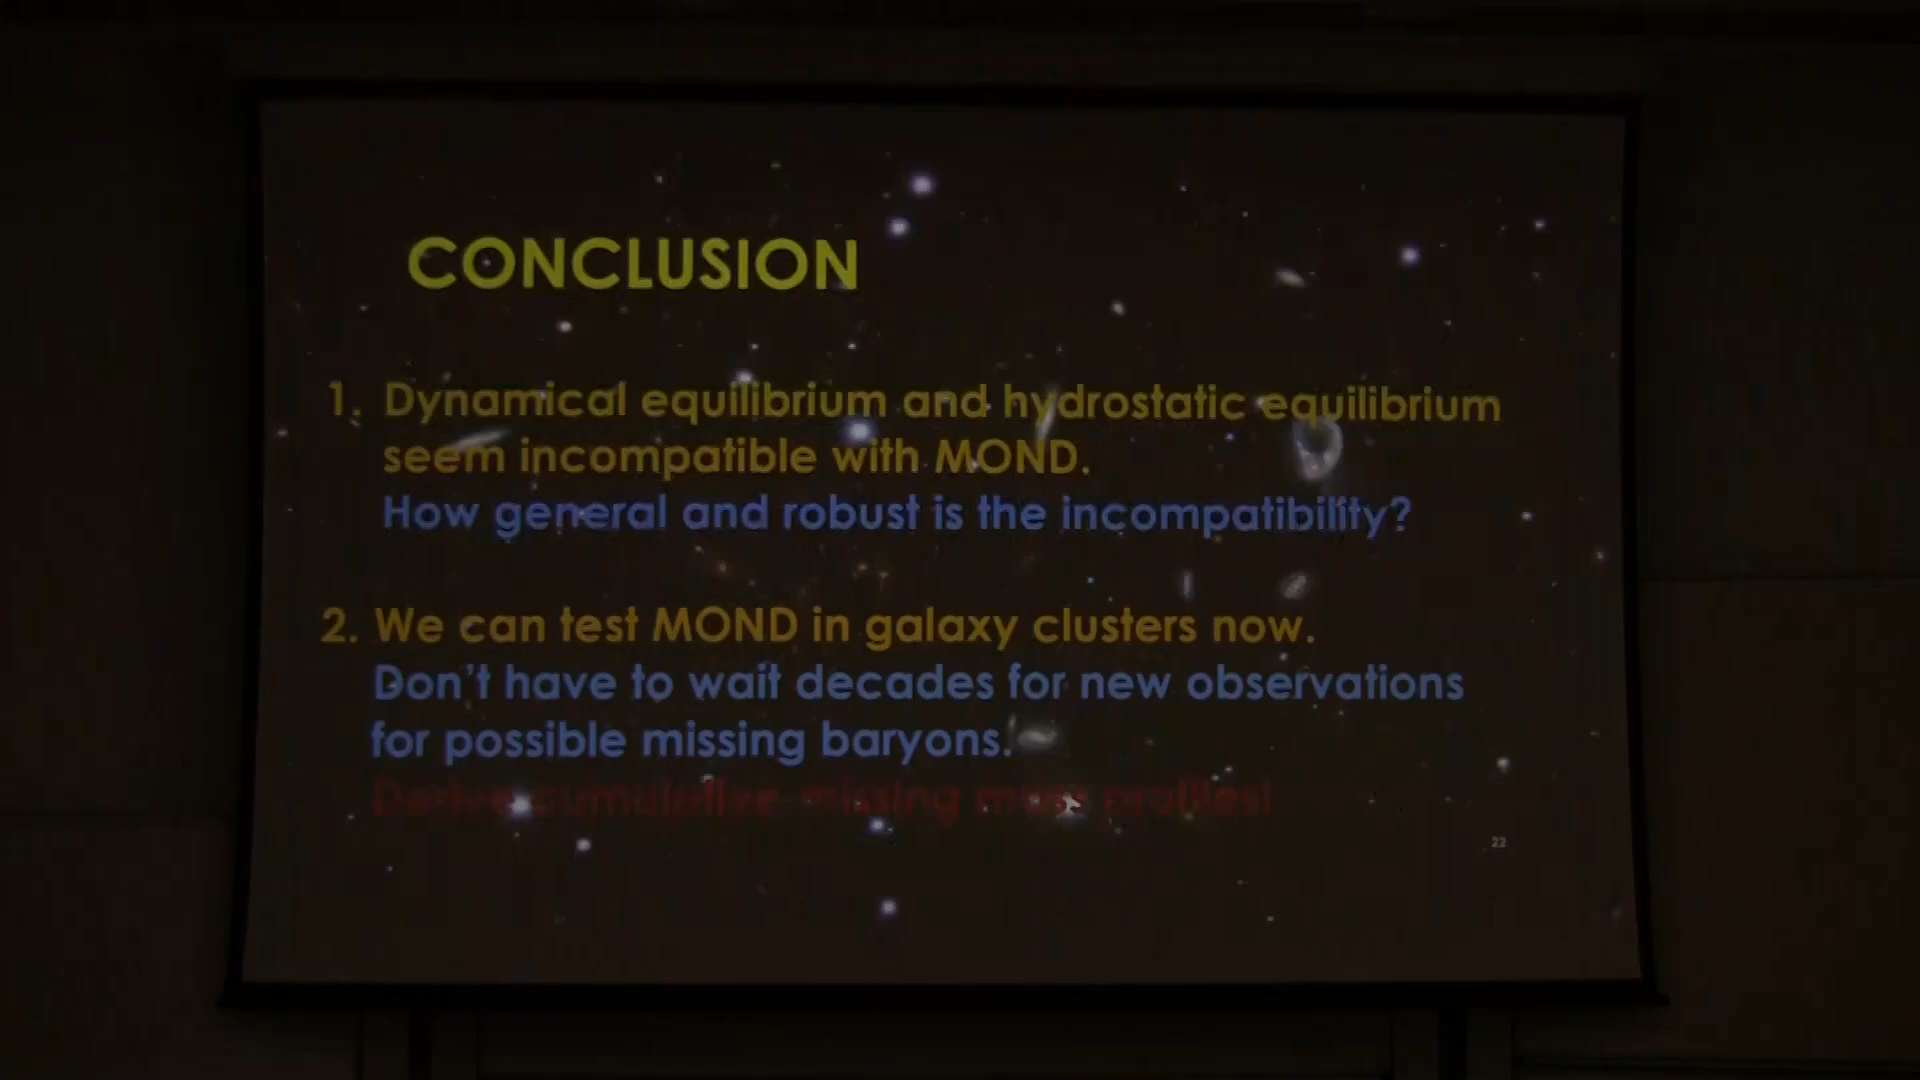 CONCLUSION
1. Dynamical equilibrium and hydrostatic equilibrium
seem incompatible with MOND.
How general and robust is the incompatibility?
2. We can test MOND in galaxy clusters now.
Don't have to wait decades for new observations
for possible missing baryons.
Derive cumulative missing mass profiles!
22